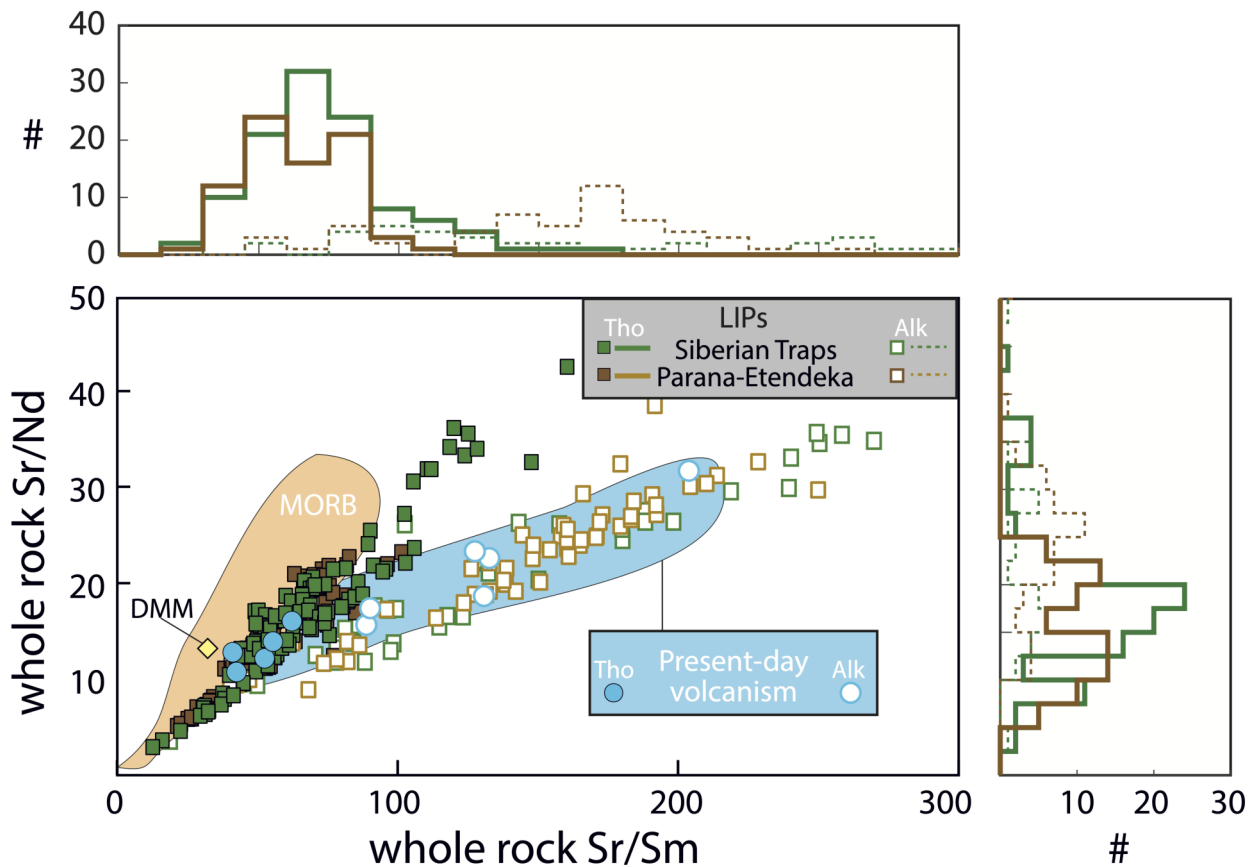 40
30
20
10
0
#
50
40
30
20
10
whole rock Sr/Nd
LIPs
Tho
Alk
Siberian Traps
Parana-Etendeka
MORB
DMM
Tho
Present-day
volcanism
Alk
0
100
200
300
whole rock Sr/Sm
10
20
30
#